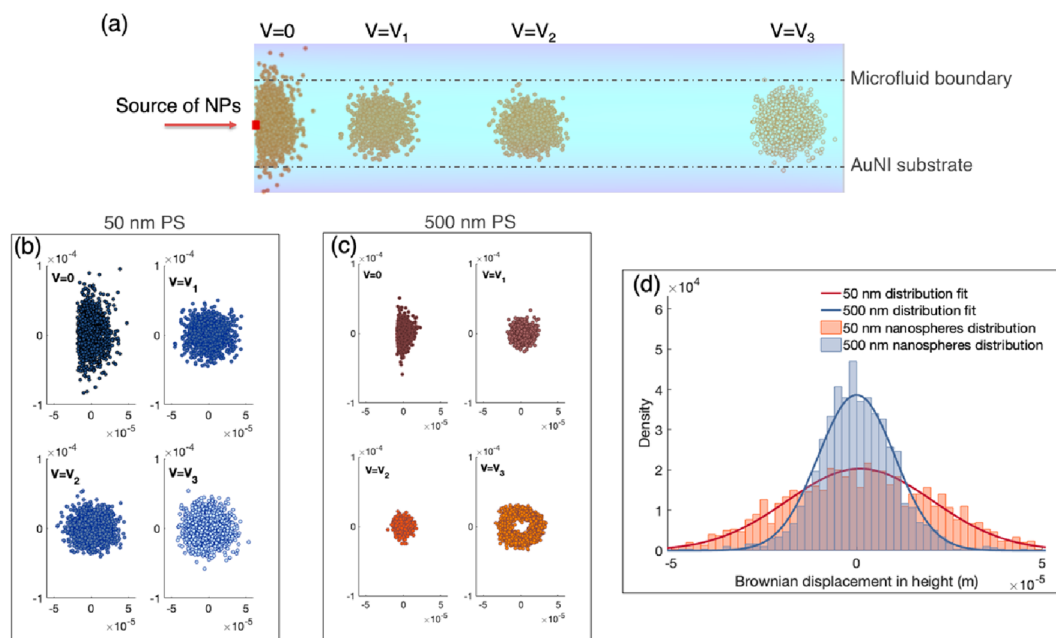 (a)
V=0 V=V1 V=V2 V=V3
Microfluid boundary
Source of NPs
AuNI substrate
50 nm PS
500 nm PS
(b)
×10-4 ×10-4
1 1
V=0 V=V1
0 0
-1 -1
-5 0 5 -5 0 5
×10-5 ×10-5
1 ×10-4 1 ×10-4
V=V2 V=V3
0 0
-1 -1
-5 0 5 -5 0 5
×10-5 ×10-5
(c)
×10-4 ×10-4
1 1
V=0 V=V1
0 0
-1 -1
-5 0 5 -5 0 5
×10-5 ×10-5
1 ×10-4 1 ×10-4
V=V2 V=V3
0 0
-1 -1
-5 0 5 -5 0 5
×10-5 ×10-5
(d)
×104
50 nm distribution fit
500 nm distribution fit
50 nm nanospheres distribution
500 nm nanospheres distribution
6
5
4
3
2
1
0
Density
-5 0 5
Brownian displacement in height (m) ×10-5